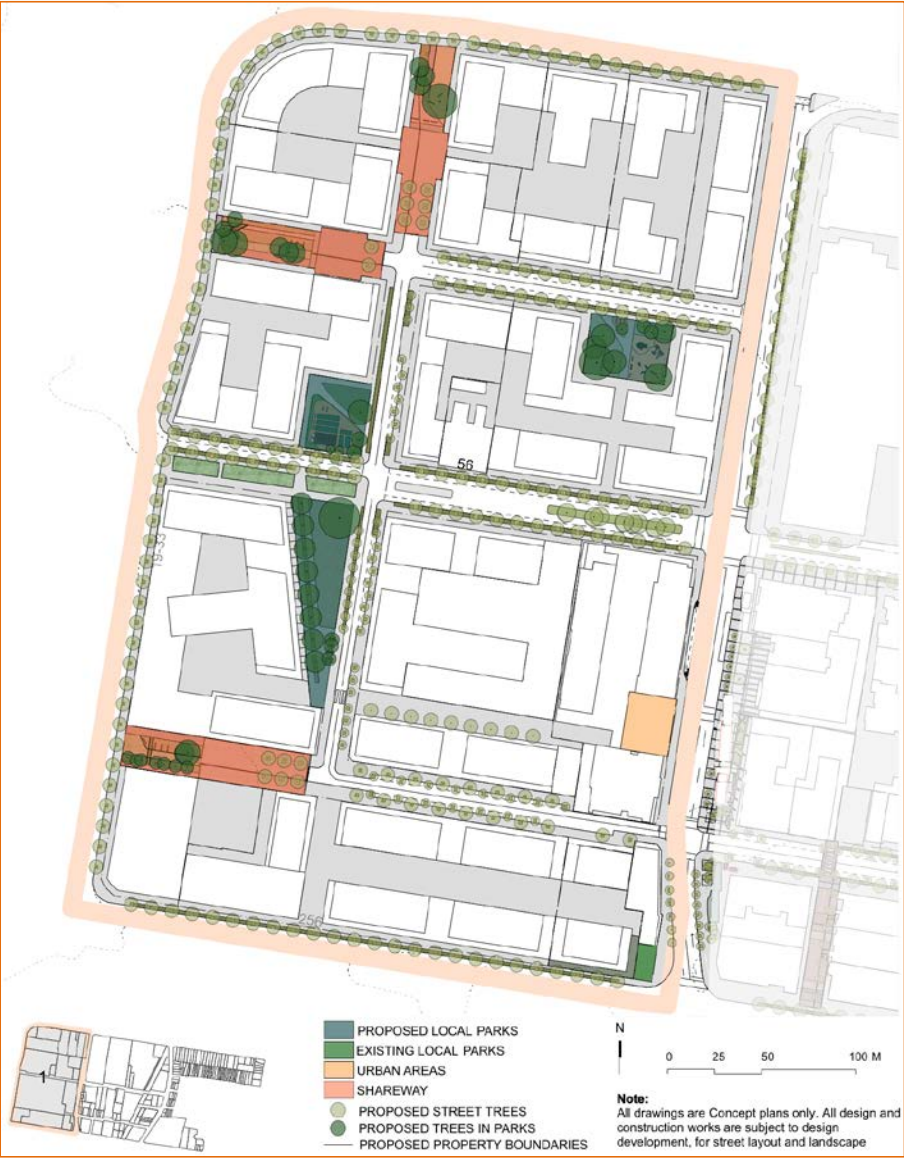 56
19-33
256
1
PROPOSED LOCAL PARKS
EXISTING LOCAL PARKS
URBAN AREAS
SHAREWAY
PROPOSED STREET TREES
PROPOSED TREES IN PARKS
PROPOSED PROPERTY BOUNDARIES
N
0 25 50 100 M
Note:
All drawings are Concept plans only. All design and
construction works are subject to design
development, for street layout and landscape